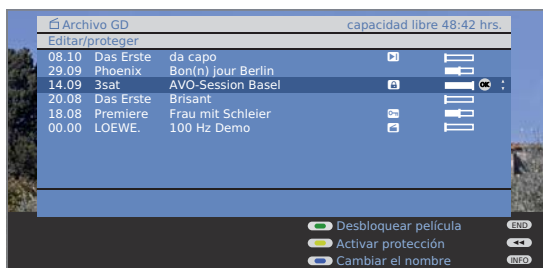 Archivo GD capacidad libre 48:42 hrs.
Editar/proteger
08.10 Das Erste da capo
29.09 Phoenix Bon(n) jour Berlin
14.09 3sat AVO-Session Basel OK
20.08 Das Erste Brisant
18.08 Premiere Frau mit Schleier
00.00 LOEWE. 100 Hz Demo
Desbloquear película END
Activar protección
Cambiar el nombre INFO